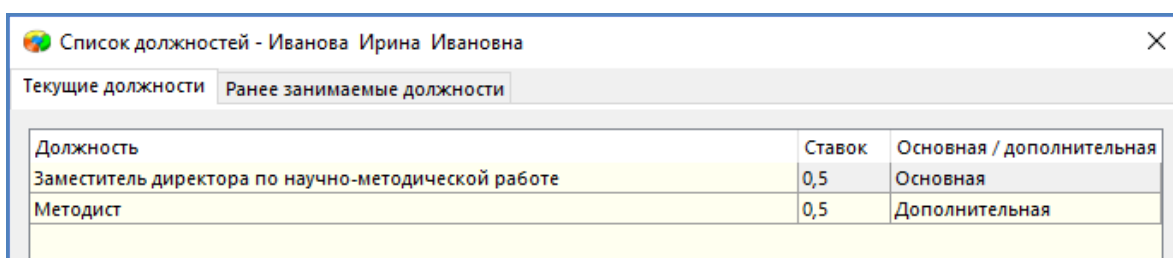 Список должностей - Иванова Ирина Ивановна
Текущие должности Ранее занимаемые должности
Должность Ставок Основная / дополнительная
Заместитель директора по научно-методической работе 0,5 Основная
Методист 0,5 Дополнительная